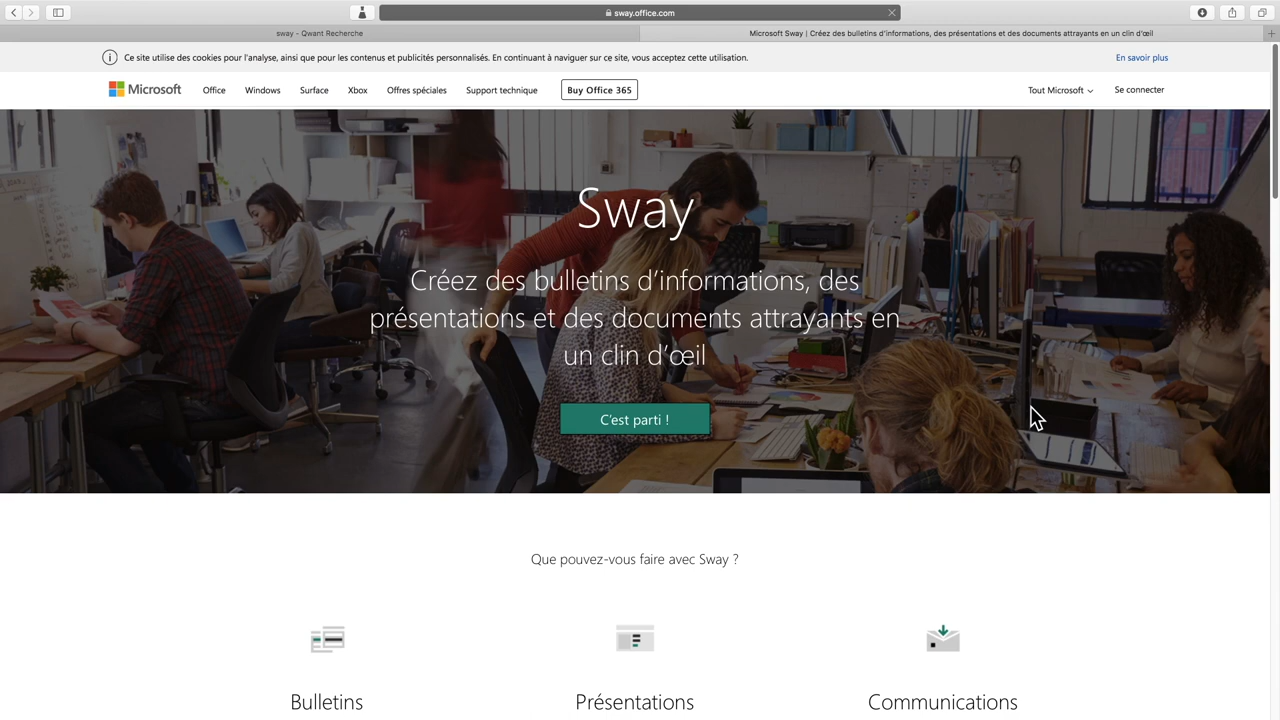 sway.office.com
sway - Qwant Recherche
Microsoft Sway | Créez des bulletins d'informations, des présentations et des documents attrayants en un clin d'œil
Ce site utilise des cookies pour l'analyse, ainsi que pour les contenus et publicités personnalisés. En continuant à naviguer sur ce site, vous acceptez cette utilisation.
En savoir plus
Microsoft
Office
Windows
Surface
Xbox
Offres spéciales
Support technique
Buy Office 365
Tout Microsoft
Se connecter
Sway
Créez des bulletins d'informations, des
présentations et des documents attrayants en
un clin d'œil
C'est parti !
Que pouvez-vous faire avec Sway ?
Bulletins
Présentations
Communications